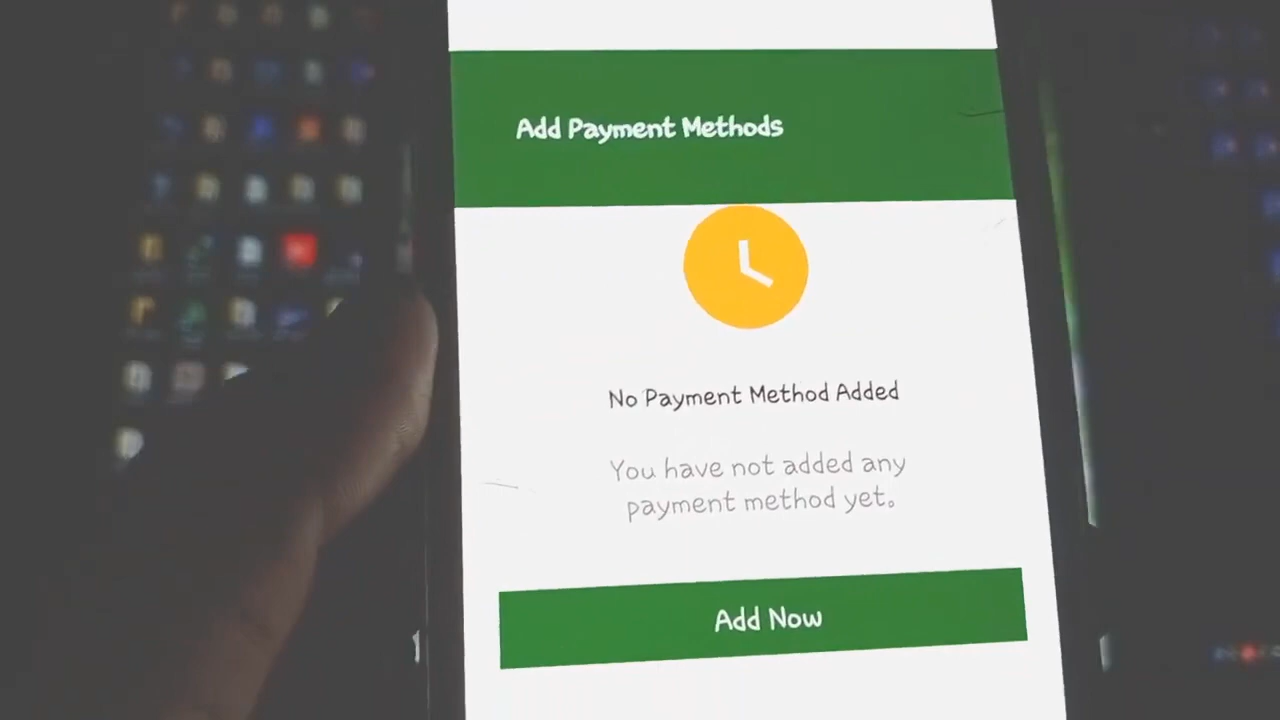 Add Payment Methods
No Payment Method Added
You have not added any
payment method yet.
Add Now